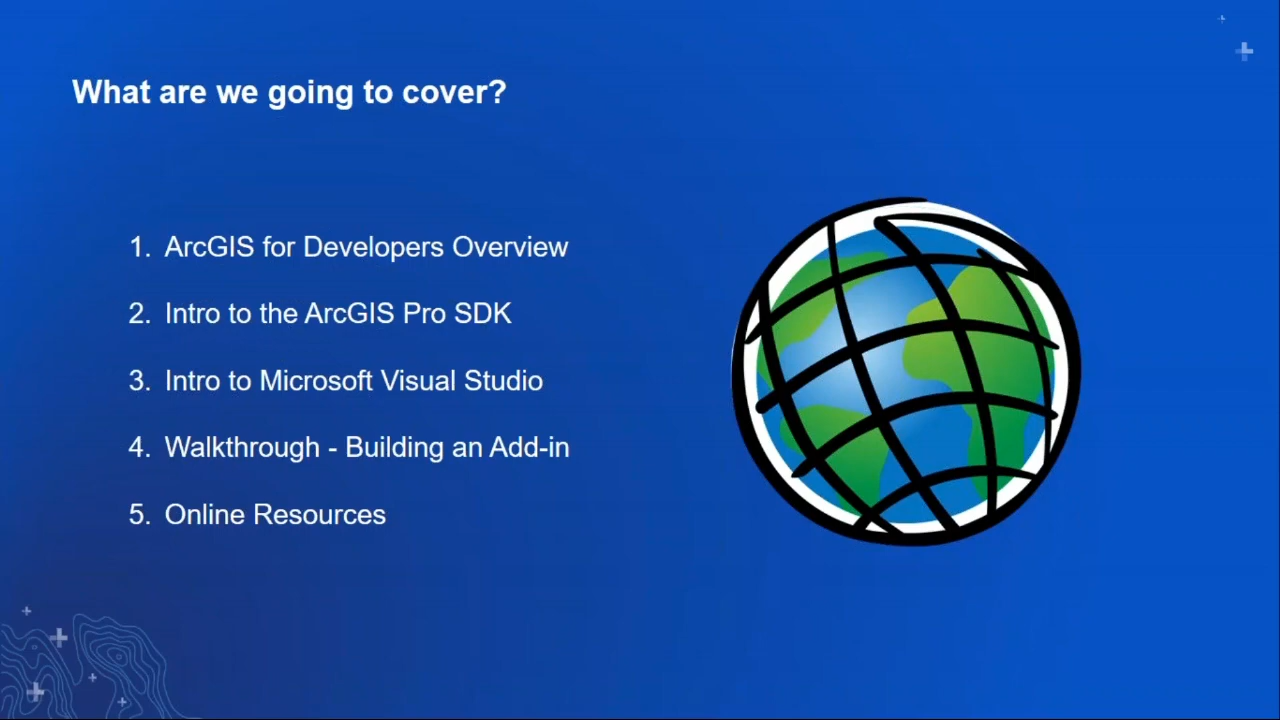 What are we going to cover?
1. ArcGIS for Developers Overview
2. Intro to the ArcGIS Pro SDK
3. Intro to Microsoft Visual Studio
4. Walkthrough - Building an Add-in
5. Online Resources